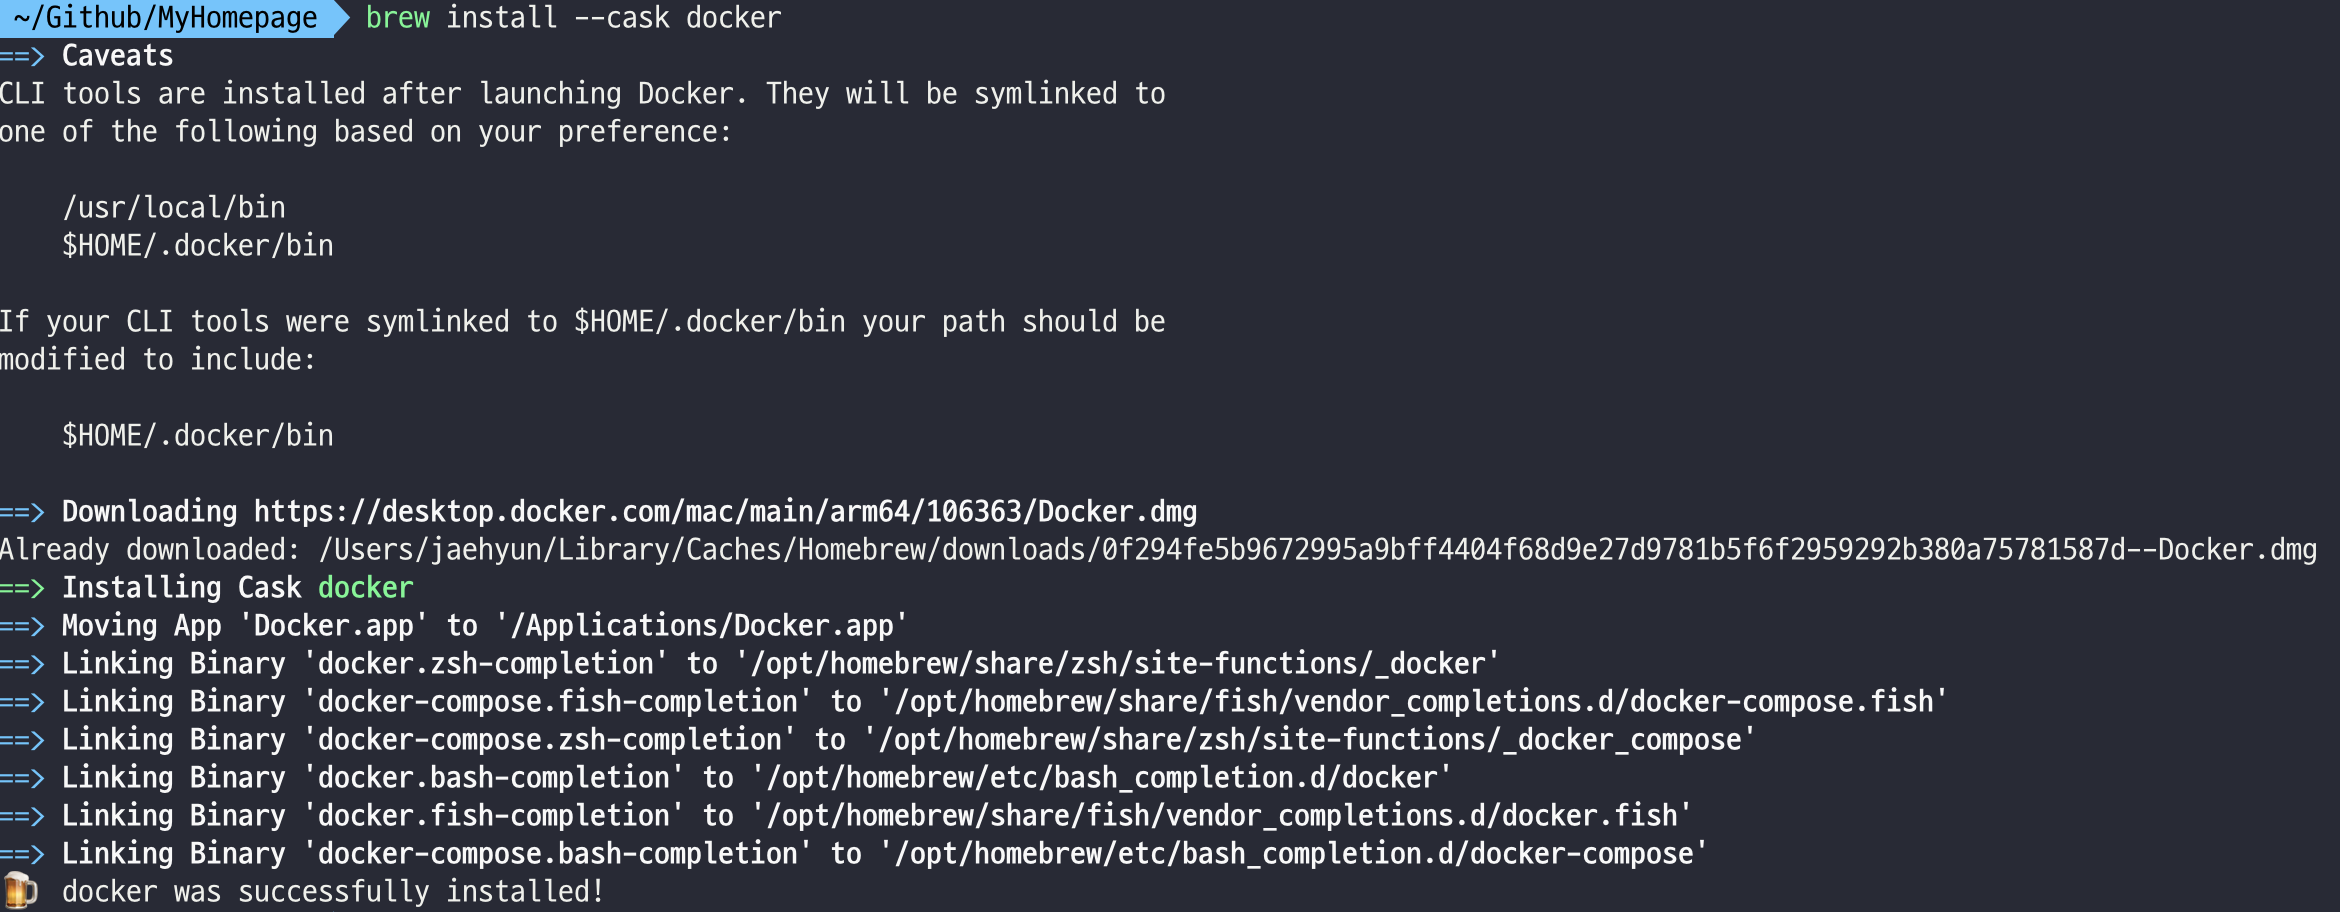 ~/Github/MyHomepage brew install --cask docker
==> Caveats
CLI tools are installed after launching Docker. They will be symlinked to
one of the following based on your preference:
/usr/local/bin
$HOME/.docker/bin
If your CLI tools were symlinked to $HOME/.docker/bin your path should be
modified to include:
$HOME/.docker/bin
==> Downloading https://desktop.docker.com/mac/main/arm64/106363/Docker.dmg
Already downloaded: /Users/jaehyun/Library/Caches/Homebrew/downloads/0f294fe5b9672995a9bff4404f68d9e27d9781b5f6f2959292b380a75781587d--Docker.dmg
==> Installing Cask docker
==> Moving App 'Docker.app' to '/Applications/Docker.app'
==> Linking Binary 'docker.zsh-completion' to '/opt/homebrew/share/zsh/site-functions/_docker'
==> Linking Binary 'docker-compose.fish-completion' to '/opt/homebrew/share/fish/vendor_completions.d/docker-compose.fish'
==> Linking Binary 'docker-compose.zsh-completion' to '/opt/homebrew/share/zsh/site-functions/_docker_compose'
==> Linking Binary 'docker.bash-completion' to '/opt/homebrew/etc/bash_completion.d/docker'
==> Linking Binary 'docker.fish-completion' to '/opt/homebrew/share/fish/vendor_completions.d/docker.fish'
==> Linking Binary 'docker-compose.bash-completion' to '/opt/homebrew/etc/bash_completion.d/docker-compose'
🍺 docker was successfully installed!